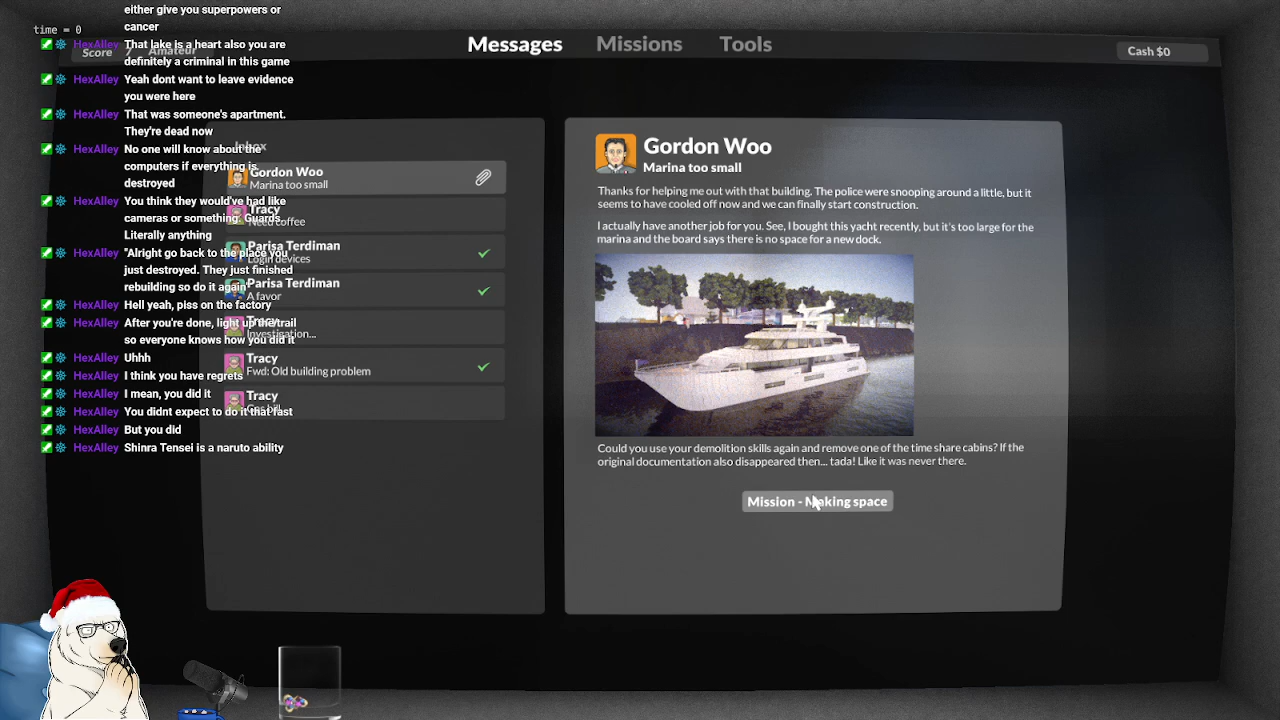 time = 0
either give you superpowers or
cancer
HexAlley That lake is a heart also you are
definitely a criminal in this game
HexAlley Yeah dont want to leave evidence
you were here
HexAlley That was someone's apartment.
They're dead now
HexAlley No one will know about the
computers if everything is
destroyed
HexAlley You think they would've had like
cameras or something. Guards.
Literally anything
HexAlley "Alright go back to the place you
just destroyed. They just finished
rebuilding so do it again"
HexAlley Hell yeah, piss on the factory
HexAlley After you're done, light up the trail
so everyone knows how you did it
HexAlley Uhhh
HexAlley I think you have regrets
HexAlley I mean, you did it
HexAlley You didnt expect to do it that fast
HexAlley But you did
HexAlley Shinra Tensei is a naruto ability
Score
Amateur
Messages
Missions
Tools
Cash $0
Inbox
Gordon Woo
Marina too small
Tracy
Need coffee
Parisa Terdiman
Login devices
Parisa Terdiman
A favor
Tracy
Investigation...
Tracy
Fwd: Old building problem
Tracy
Gordon Woo
Marina too small
Thanks for helping me out with that building. The police were snooping around a little, but it
seems to have cooled off now and we can finally start construction.
I actually have another job for you. See, I bought this yacht recently, but it's too large for the
marina and the board says there is no space for a new dock.
Could you use your demolition skills again and remove one of the time share cabins? If the
original documentation also disappeared then... tada! Like it was never there.
Mission - Making space